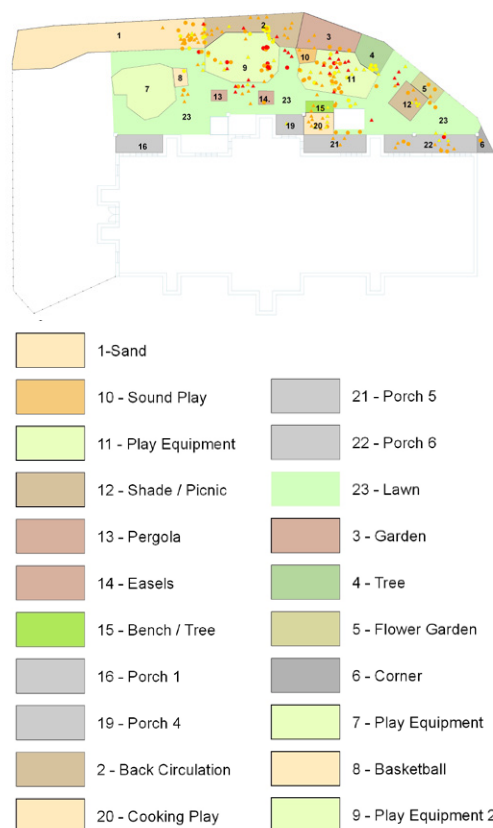 1
2
3
4
10
11
7
8
9
5
12
13
14
23
23
15
23
19
20
16
21
22
6
1-Sand
10 - Sound Play
21 - Porch 5
11 - Play Equipment
22 - Porch 6
12 - Shade / Picnic
23 - Lawn
13 - Pergola
3 - Garden
14 - Easels
4 - Tree
15 - Bench / Tree
5 - Flower Garden
16 - Porch 1
6 - Corner
19 - Porch 4
7 - Play Equipment
2 - Back Circulation
8 - Basketball
20 - Cooking Play
9 - Play Equipment 2